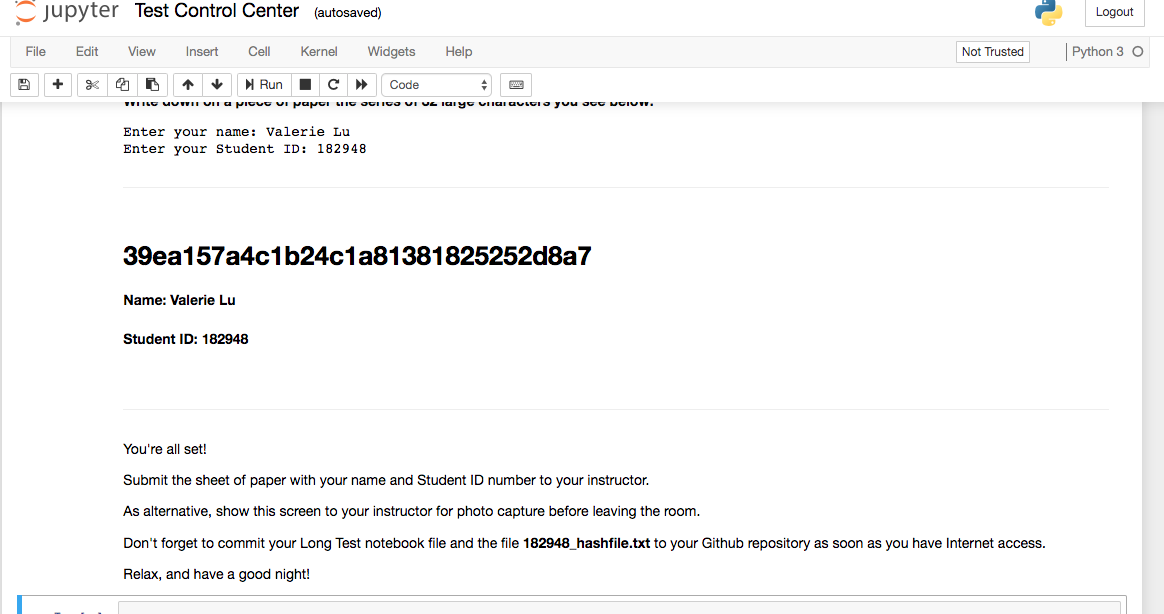 jupyter Test Control Center (autosaved)
Logout
File Edit View Insert Cell Kernel Widgets Help Not Trusted Python 3
Run Code
Write down on a piece of paper the series of 32 large characters you see below.
Enter your name: Valerie Lu
Enter your Student ID: 182948
39ea157a4c1b24c1a81381825252d8a7
Name: Valerie Lu
Student ID: 182948
You're all set!
Submit the sheet of paper with your name and Student ID number to your instructor.
As alternative, show this screen to your instructor for photo capture before leaving the room.
Don't forget to commit your Long Test notebook file and the file 182948_hashfile.txt to your Github repository as soon as you have Internet access.
Relax, and have a good night!